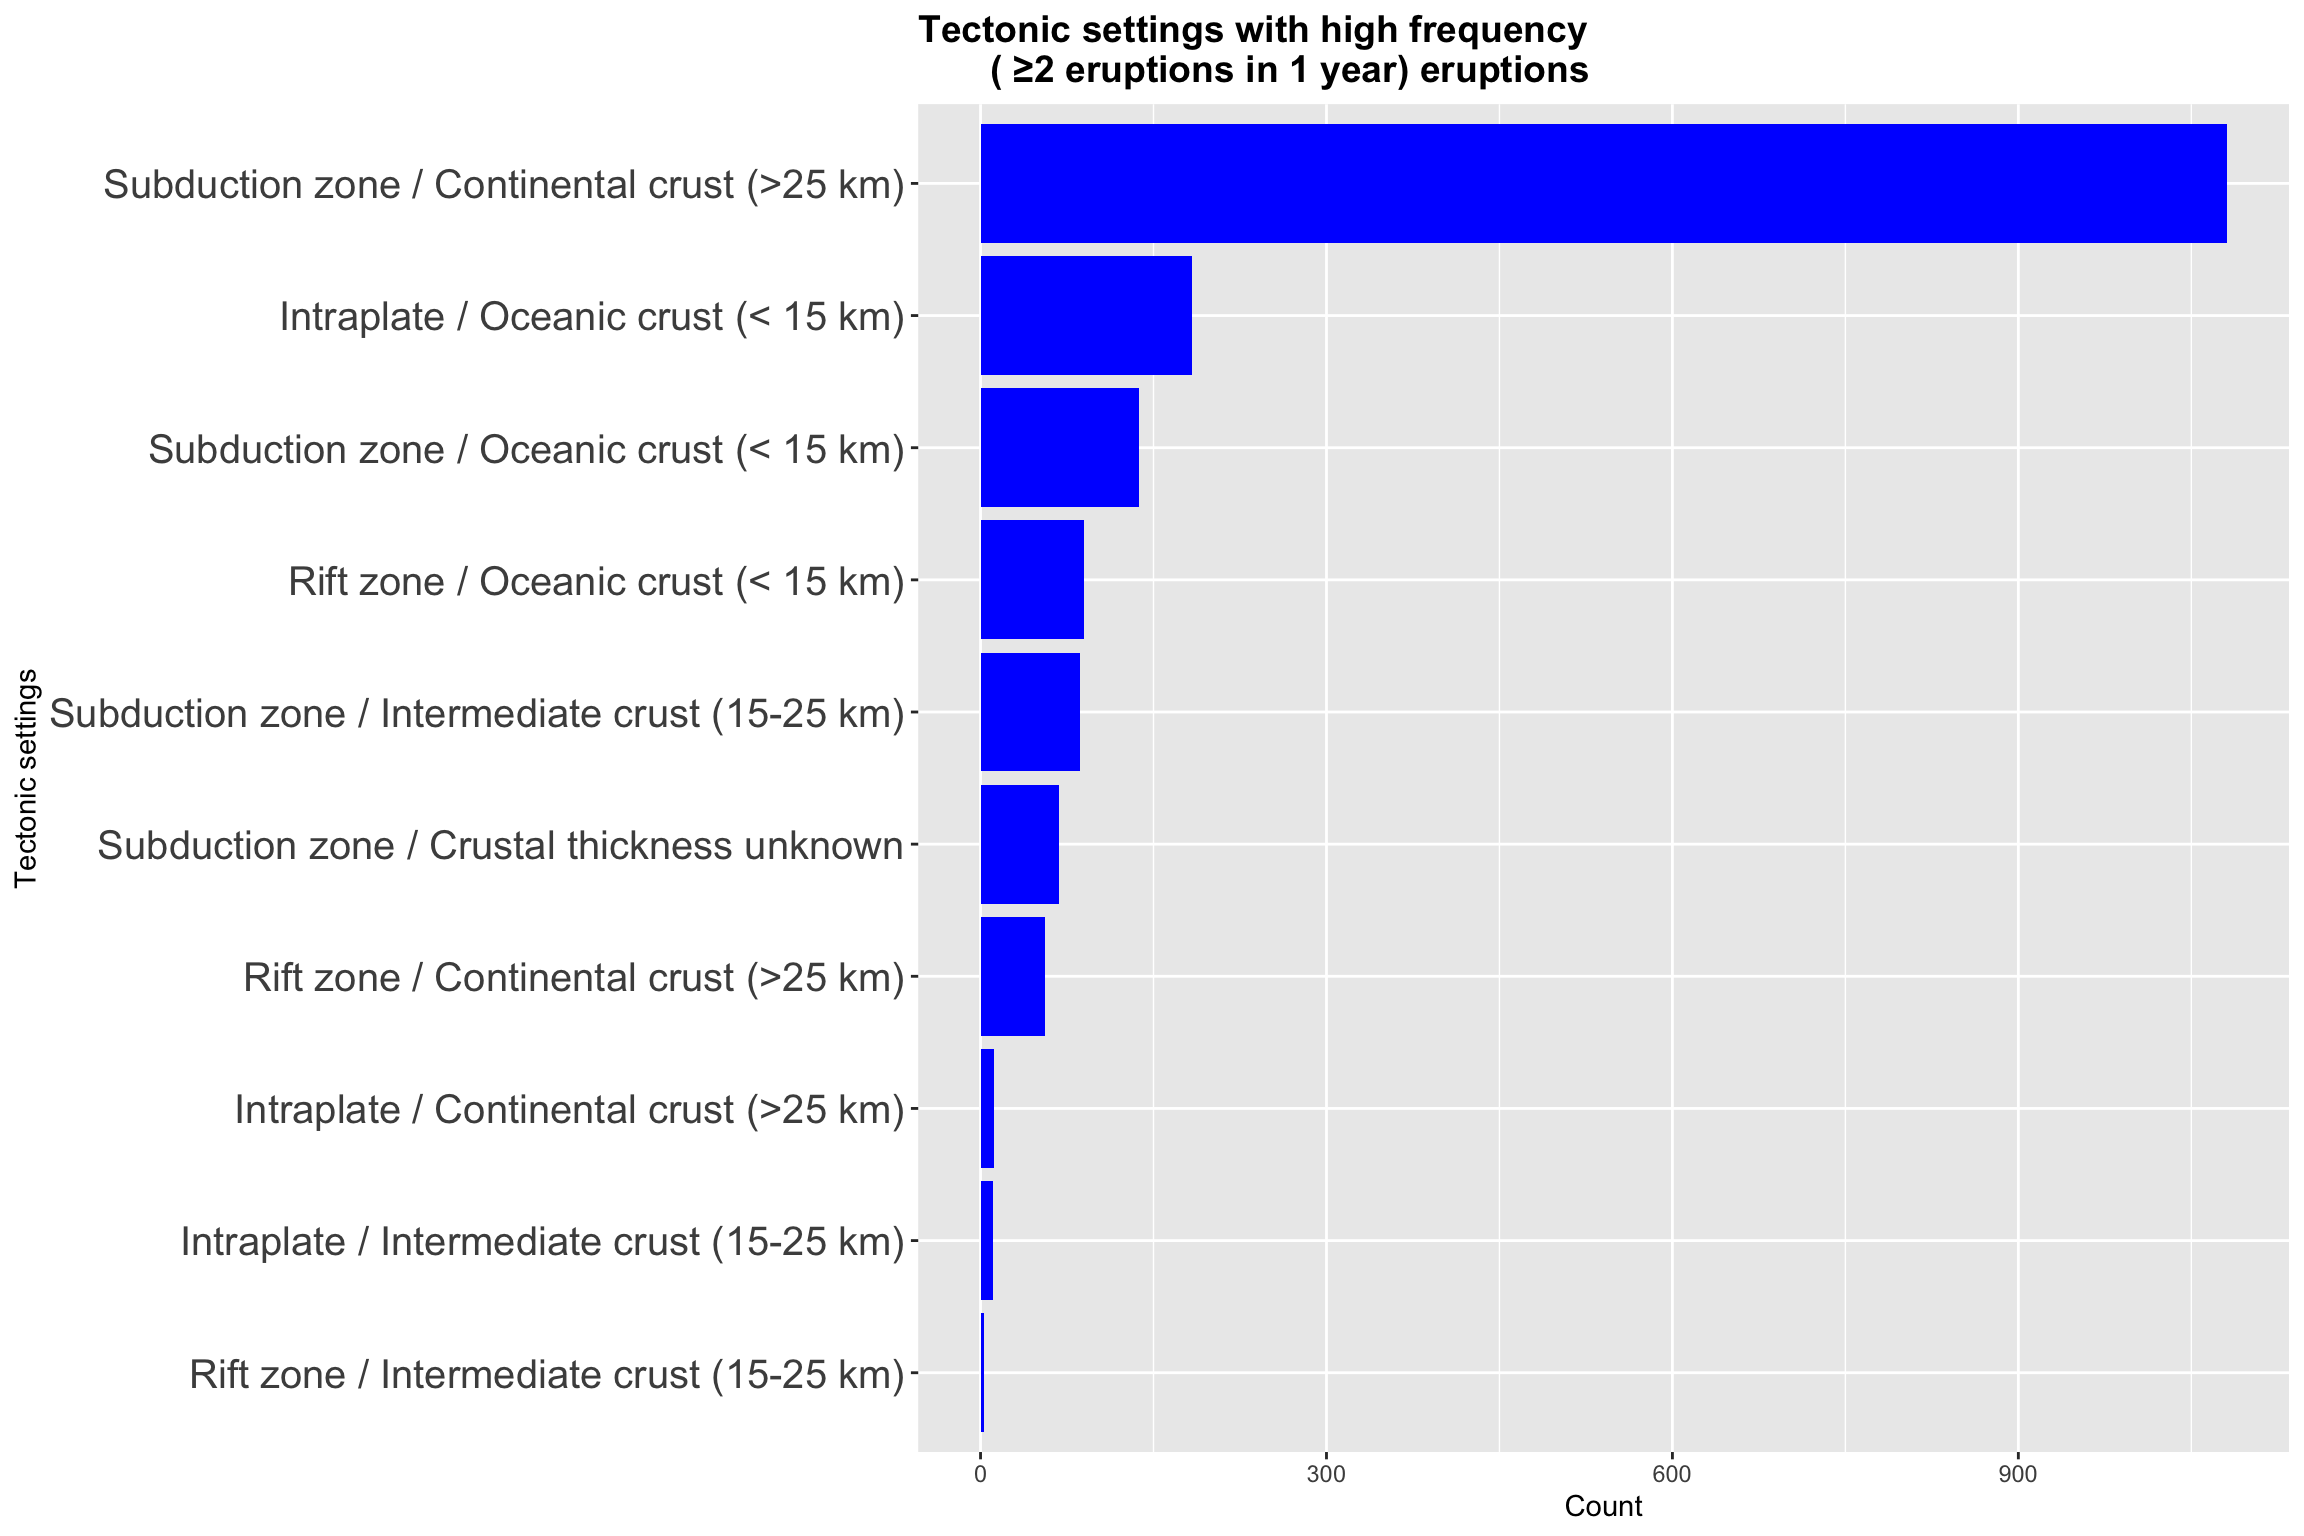 Tectonic settings with high frequency
( ≥2 eruptions in 1 year) eruptions
Tectonic settings
Subduction zone / Continental crust (>25 km)
Intraplate / Oceanic crust (< 15 km)
Subduction zone / Oceanic crust (< 15 km)
Rift zone / Oceanic crust (< 15 km)
Subduction zone / Intermediate crust (15-25 km)
Subduction zone / Crustal thickness unknown
Rift zone / Continental crust (>25 km)
Intraplate / Continental crust (>25 km)
Intraplate / Intermediate crust (15-25 km)
Rift zone / Intermediate crust (15-25 km)
0 300 600 900
Count